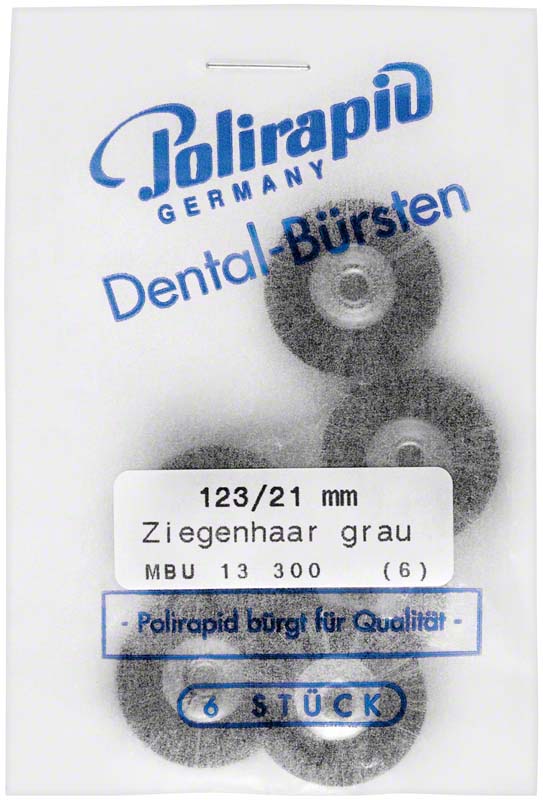 Polirapid
GERMANY
Dental-Bürsten
123/21 mm
Ziegenhaar grau
MBU 13 300 (6)
- Polirapid bürgt für Qualität -
6 STÜCK